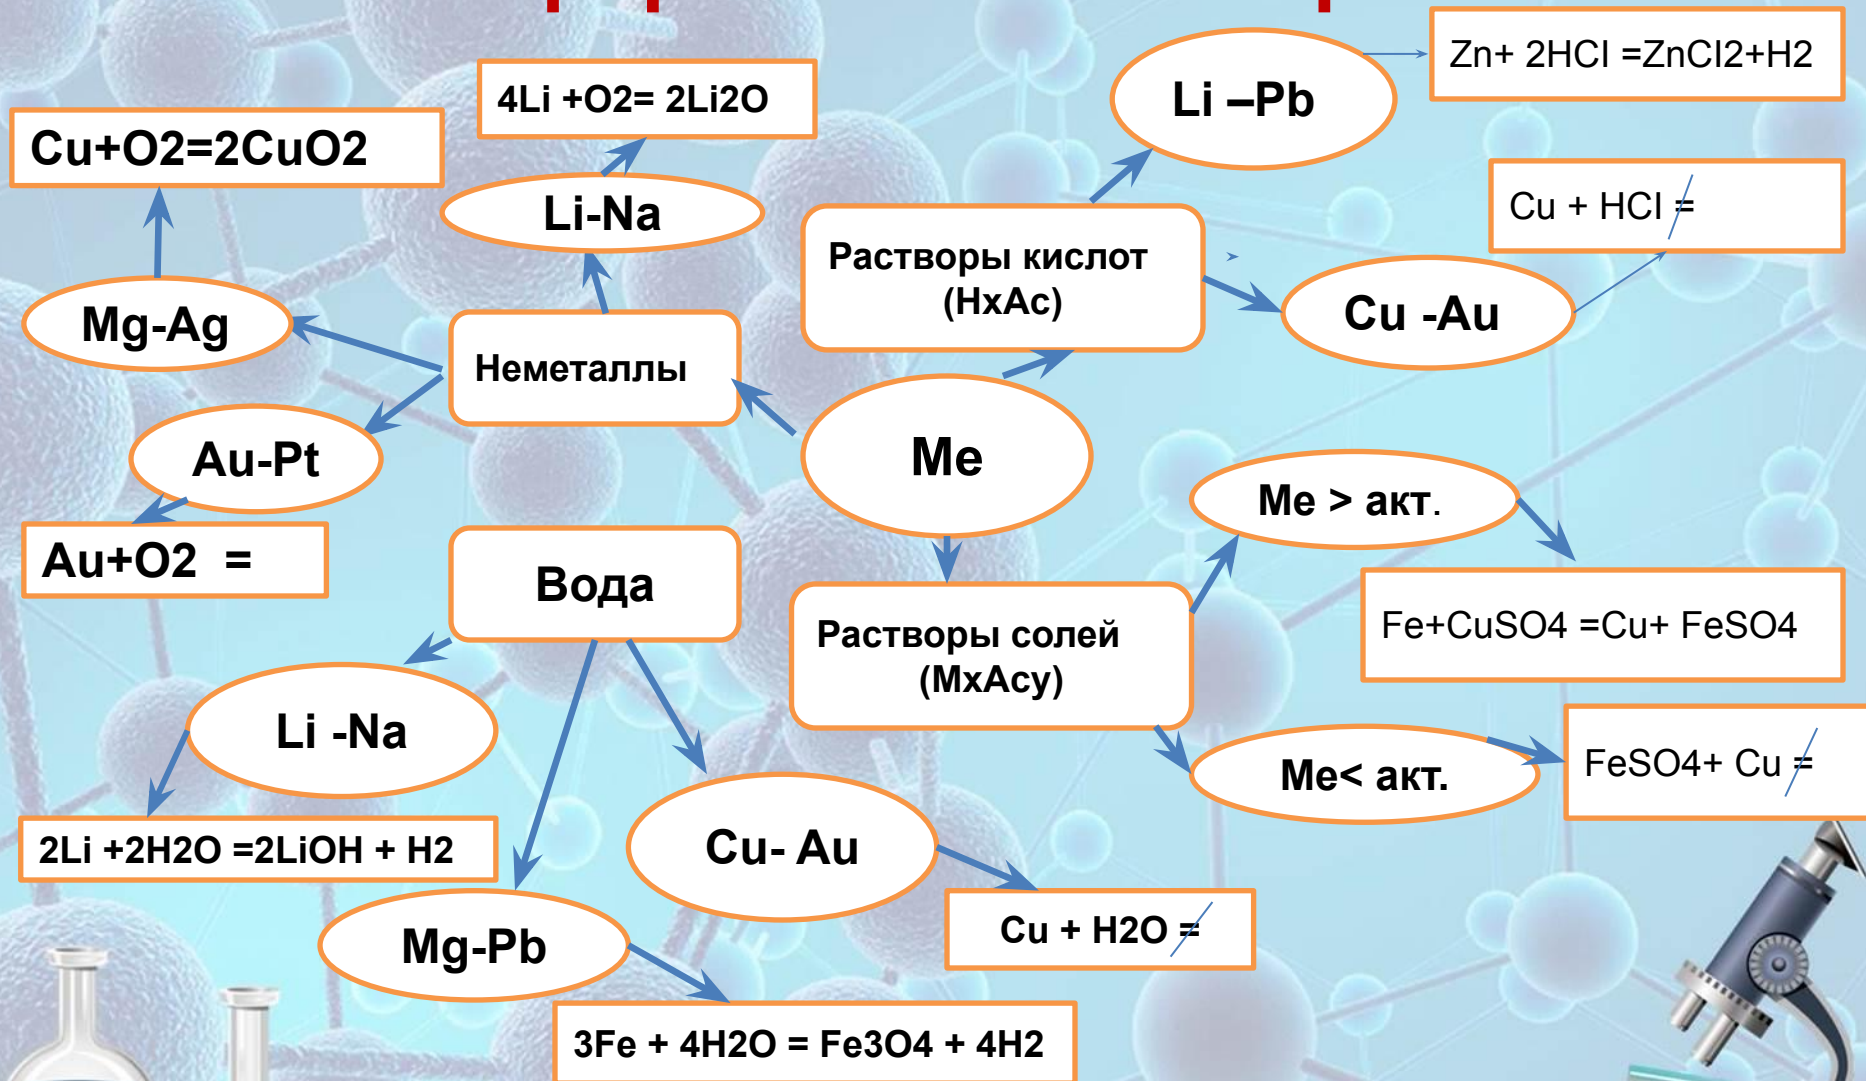 Zn+ 2HCl =ZnCl2+H2
Li –Pb
4Li +O2= 2Li2O
Cu+O2=2CuO2
Li-Na
Cu + HCl =
Растворы кислот
(НхАс)
Mg-Ag
Cu -Au
Неметаллы
Au-Pt
Me
Me > акт.
Au+O2 =
Вода
Растворы солей
(МхАсу)
Fe+CuSO4 =Cu+ FeSO4
Li -Na
Me< акт.
FeSO4+ Cu =
2Li +2H2O =2LiOH + H2
Cu- Au
Mg-Pb
Cu + H2O =
3Fe + 4H2O = Fe3O4 + 4H2